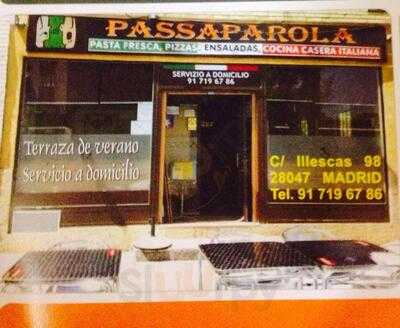 PASSAPAROLA
PASTA FRESCA, PIZZAS, ENSALADAS, COCINA CASERA ITALIANA
SERVIZIO A DOMICILIO
91 719 67 86
Terraza de verano
Servicio a domicilio
C/ Illescas 98
28047 MADRID
Tel. 91 719 67 86